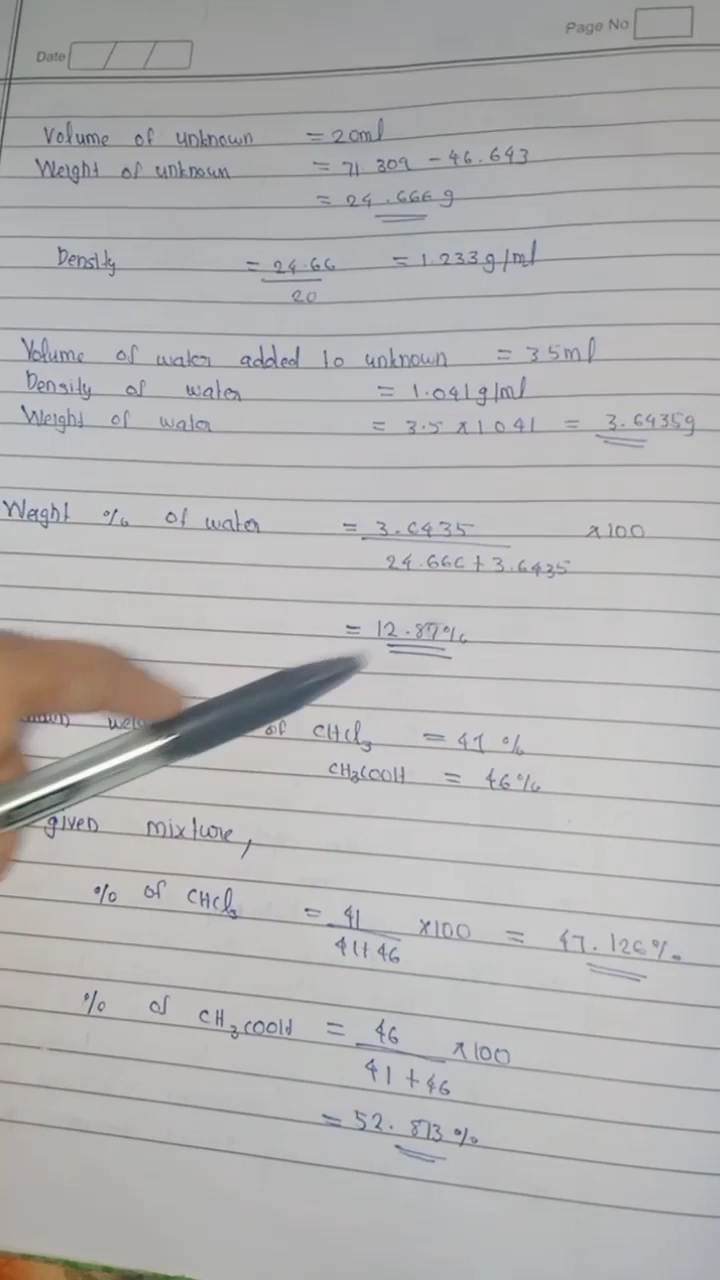 Page No
Date
Volume of unknown = 20ml
Weight of unknown = 71 309 - 46.643
= 24.666 g
Density = 24.66 / 20 = 1.233 g/ml
Volume of water added to unknown = 3 5ml
Density of water = 1.041 g/ml
Weight of water = 3.5 x 1 041 = 3.6435g
Weight % of water = 3.6435 / 24.666 + 3.6435 x100
= 12.87%
of CHCl3 = 41 %
CH3COOH = 46%
given mixture,
% of CHCl3 = 41 / 41+46 x100 = 47.126%
% of CH3COOH = 46 / 41 + 46 x100
= 52.873 %